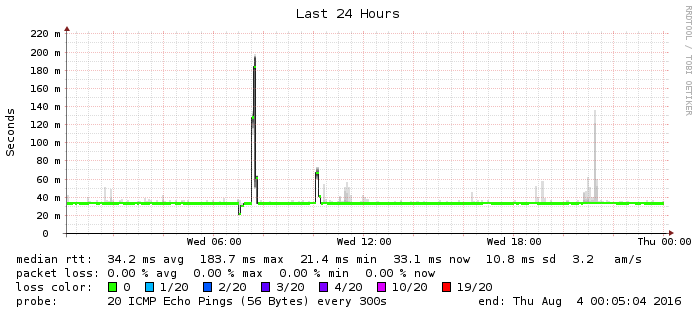 Last 24 Hours
RRDTOOL / TOBI OETIKER
Seconds
220 m
200 m
180 m
160 m
140 m
120 m
100 m
80 m
60 m
40 m
20 m
0
Wed 06:00 Wed 12:00 Wed 18:00 Thu 00:00
median rtt: 34.2 ms avg 183.7 ms max 21.4 ms min 33.1 ms now 10.8 ms sd 3.2 am/s
packet loss: 0.00 % avg 0.00 % max 0.00 % min 0.00 % now
loss color: 0 1/20 2/20 3/20 4/20 10/20 19/20
probe: 20 ICMP Echo Pings (56 Bytes) every 300s end: Thu Aug 4 00:05:04 2016